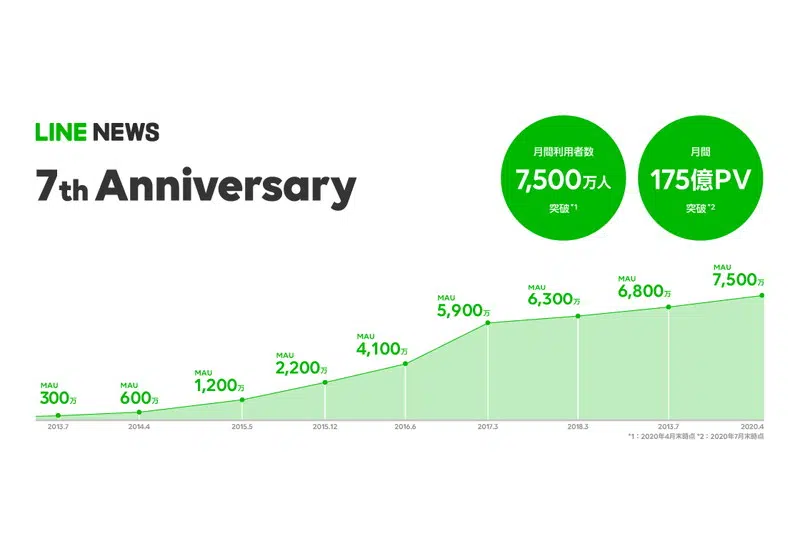 LINE NEWS
7th Anniversary
月間利用者数
7,500万人
突破*1
月間
175億PV
突破*2
MAU
300万
MAU
600万
MAU
1,200万
MAU
2,200万
MAU
4,100万
MAU
5,900万
MAU
6,300万
MAU
6,800万
MAU
7,500万
2013.7
2014.4
2015.5
2015.12
2016.6
2017.3
2018.3
2013.7
2020.4
*1：2020年4月末時点 *2：2020年7月末時点